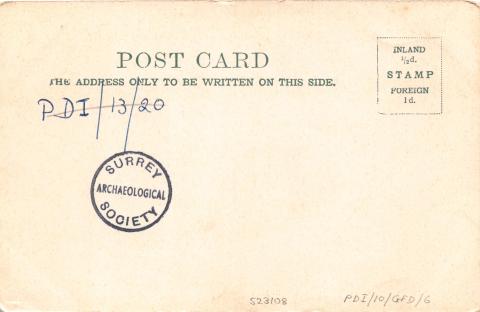 POST CARD
THE ADDRESS ONLY TO BE WRITTEN ON THIS SIDE.
INLAND
½d.
STAMP
FOREIGN
1d.
PDI/13/20
SURREY
ARCHAEOLOGICAL
SOCIETY
523108
PDI/10/GFD/6